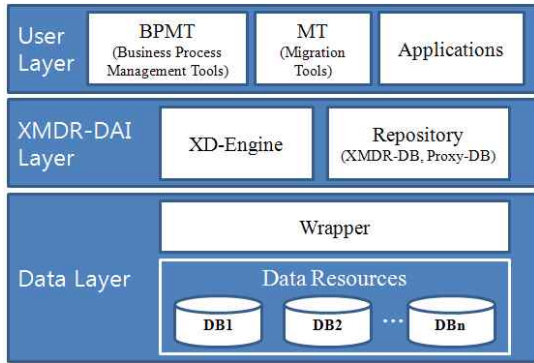 User
Layer
BPMT
(Business Process
Management Tools)
MT
(Migration
Tools)
Applications
XMDR-DAI
Layer
XD-Engine
Repository
(XMDR-DB, Proxy-DB)
Data Layer
Wrapper
Data Resources
DB1
DB2
...
DBn